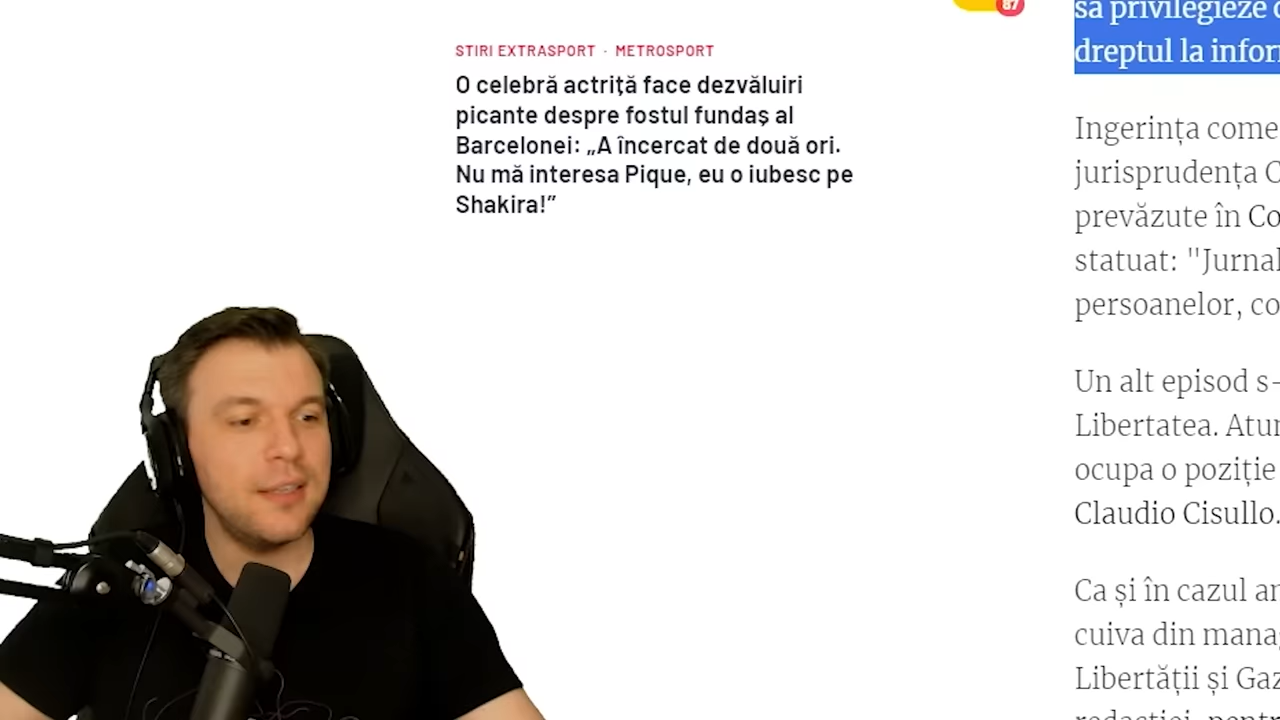 87
STIRI EXTRASPORT · METROSPORT
O celebră actriță face dezvăluiri
picante despre fostul fundaș al
Barcelonei: „A încercat de două ori.
Nu mă interesa Pique, eu o iubesc pe
Shakira!”
să privilegieze
dreptul la infor
Ingerința come
jurisprudența C
prevăzute în Co
statuat: "Jurnal
persoanelor, co
Un alt episod s-
Libertatea. Atun
ocupa o poziție
Claudio Cisullo.
Ca și în cazul an
cuiva din mana
Libertății și Gaz